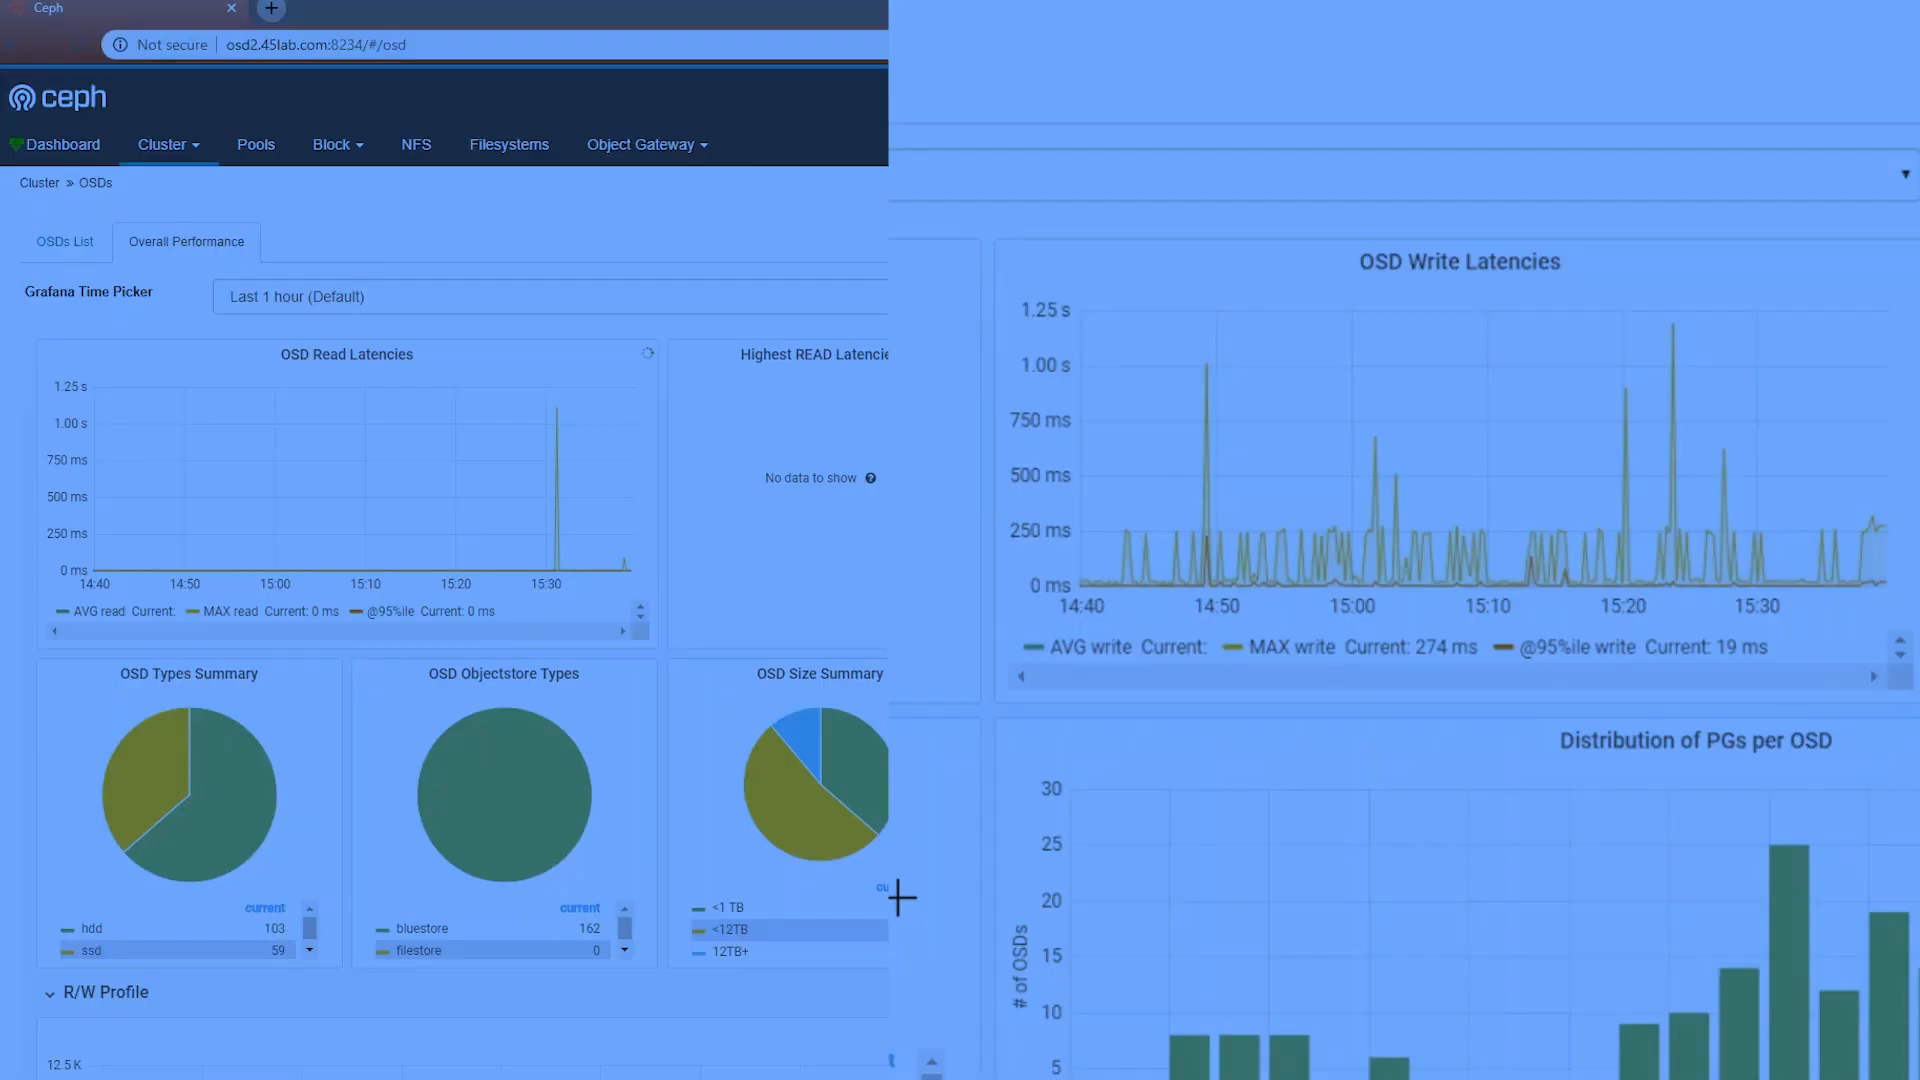 Ceph
Not secure
osd2.45lab.com:8234/#/osd
ceph
Dashboard
Cluster
Pools
Block
NFS
Filesystems
Object Gateway
Cluster » OSDs
OSDs List
Overall Performance
Grafana Time Picker
Last 1 hour (Default)
OSD Read Latencies
1.25 s
1.00 s
750 ms
500 ms
250 ms
0 ms
14:40
14:50
15:00
15:10
15:20
15:30
AVG read Current:
MAX read Current: 0 ms
@95%ile Current: 0 ms
Highest READ
No data to show
OSD Types Summary
current
hdd 103
ssd 59
OSD Objectstore Types
current
bluestore 162
filestore 0
OSD Size Summary
<1 TB
<12TB
12TB+
R/W Profile
12.5 K
OSD Write Latencies
1.25 s
1.00 s
750 ms
500 ms
250 ms
0 ms
14:40
14:50
15:00
15:10
15:20
15:30
AVG write Current:
MAX write Current: 274 ms
@95%ile write Current: 19 ms
Distribution of PGs per OSD
# of OSDs
30
25
20
15
10
5